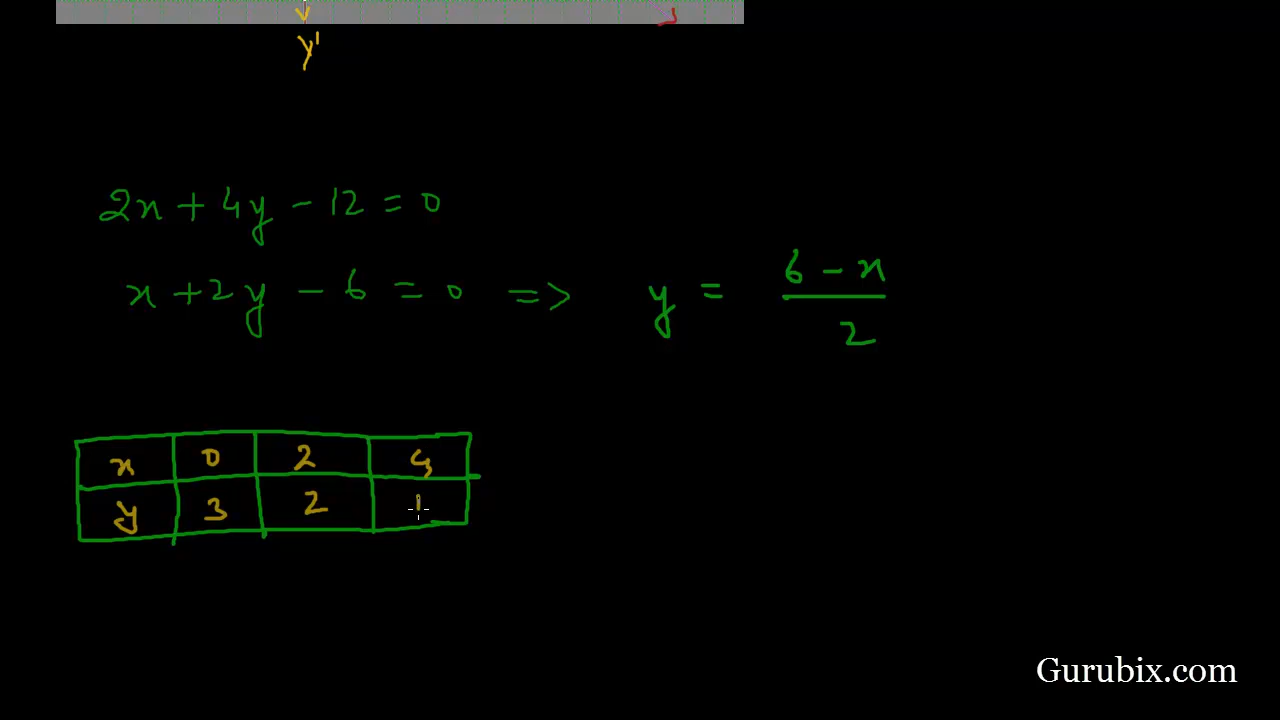 y'
2x + 4y - 12 = 0
x + 2y - 6 = 0 => y = (6 - x)/2
x 0 2 4
y 3 2 1
Gurubix.com